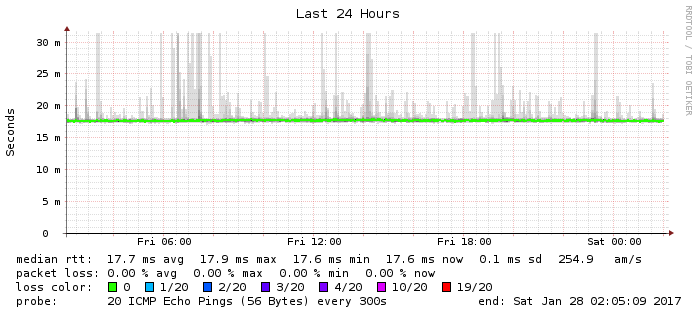 Last 24 Hours
RRDTOOL / TOBI OETIKER
Seconds
30 m
25 m
20 m
15 m
10 m
5 m
0
Fri 06:00 Fri 12:00 Fri 18:00 Sat 00:00
median rtt: 17.7 ms avg 17.9 ms max 17.6 ms min 17.6 ms now 0.1 ms sd 254.9 am/s
packet loss: 0.00 % avg 0.00 % max 0.00 % min 0.00 % now
loss color: 0 1/20 2/20 3/20 4/20 10/20 19/20
probe: 20 ICMP Echo Pings (56 Bytes) every 300s end: Sat Jan 28 02:05:09 2017